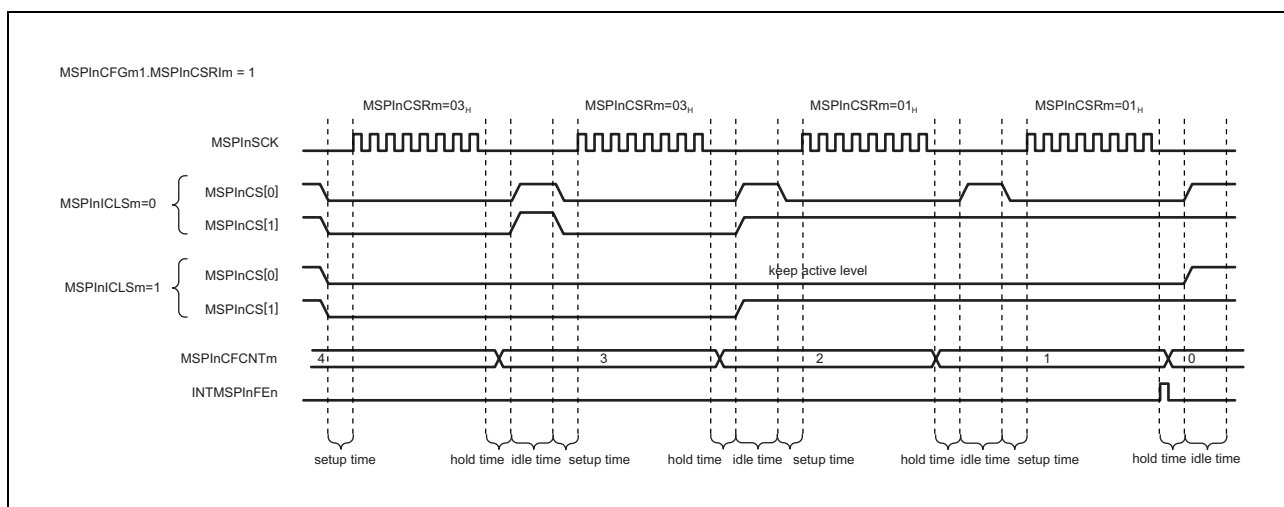 MSPInCFGm1.MSPInCSRIm = 1
MSPInCSRm=03H MSPInCSRm=03H MSPInCSRm=01H MSPInCSRm=01H
MSPInSCK
MSPInICLSm=0
MSPInCS[0]
MSPInCS[1]
MSPInICLSm=1
MSPInCS[0] keep active level
MSPInCS[1]
MSPInCFCNTm 4 3 2 1 0
INTMSPInFEn
setup time hold time idle time setup time hold time idle time setup time hold time idle time setup time hold time idle time